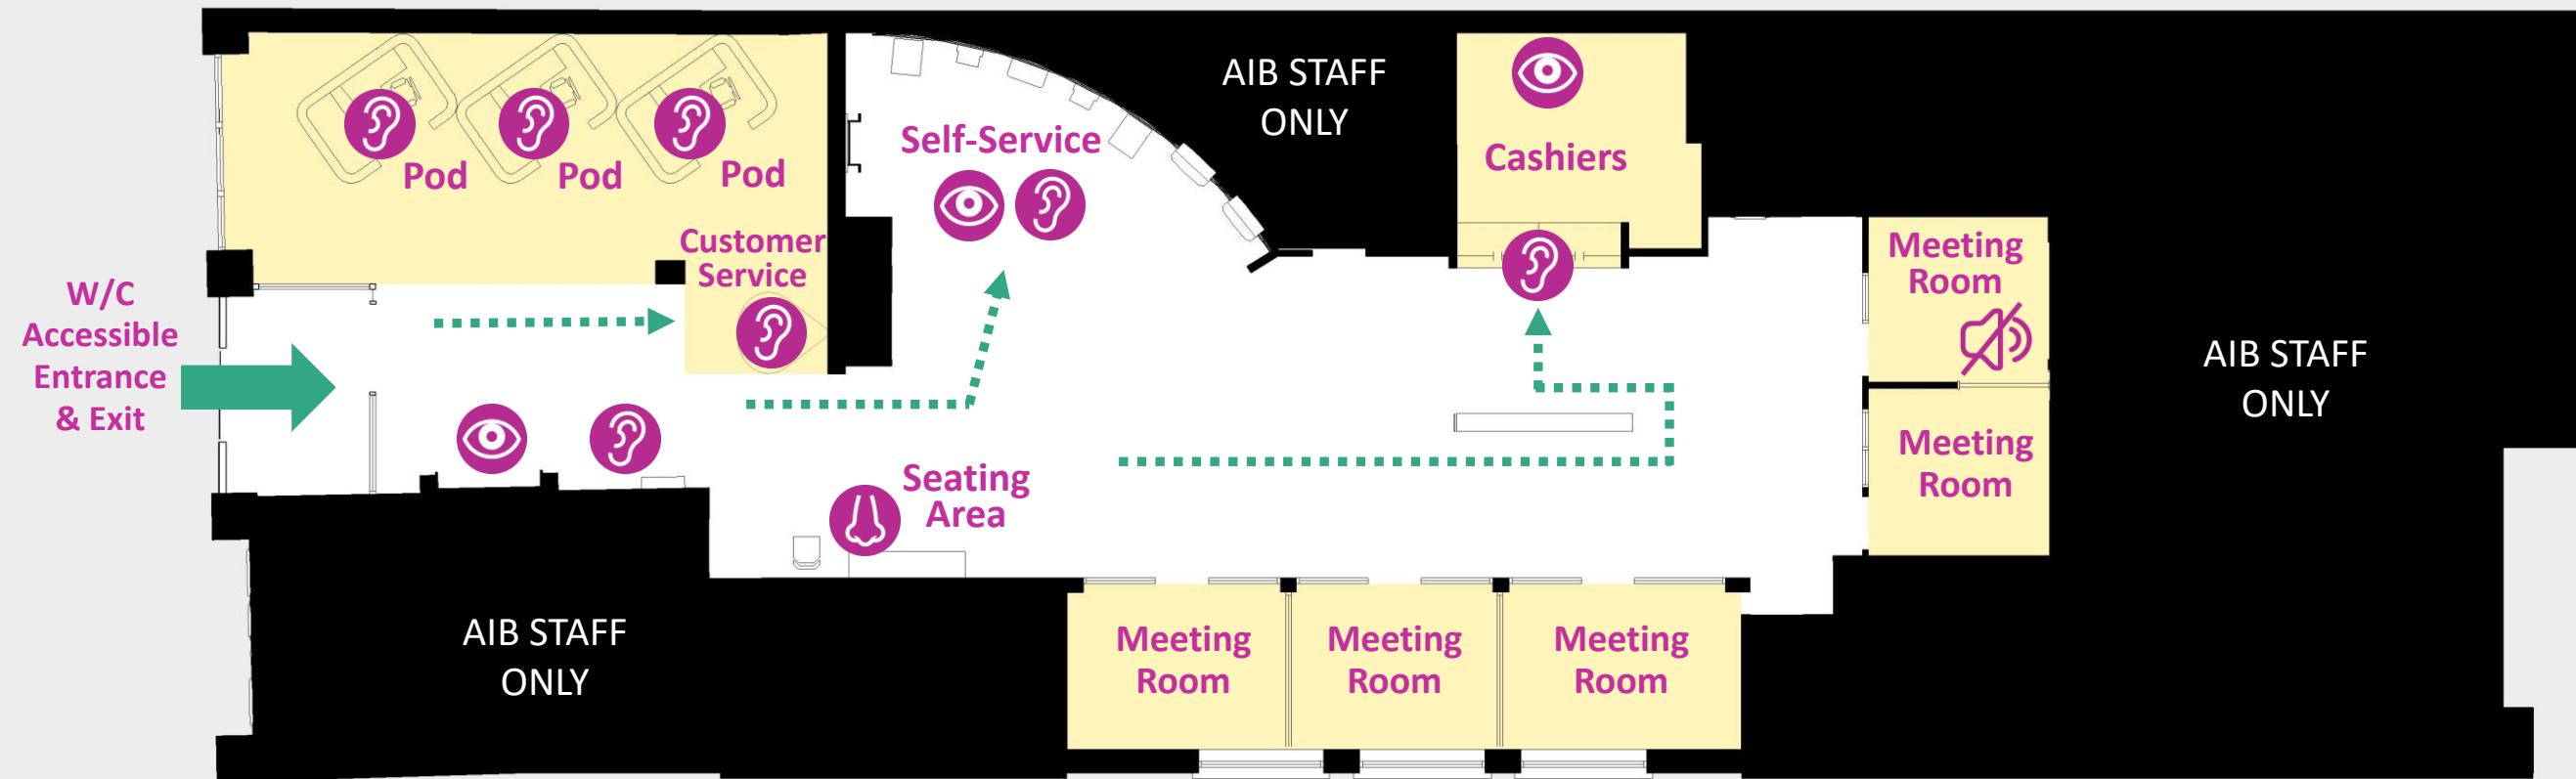 AIB STAFF
ONLY
Cashiers
Self-Service
Pod
Pod
Pod
Customer
Service
Meeting
Room
W/C
Accessible
Entrance
& Exit
AIB STAFF
ONLY
Meeting
Room
Seating
Area
AIB STAFF
ONLY
Meeting
Room
Meeting
Room
Meeting
Room